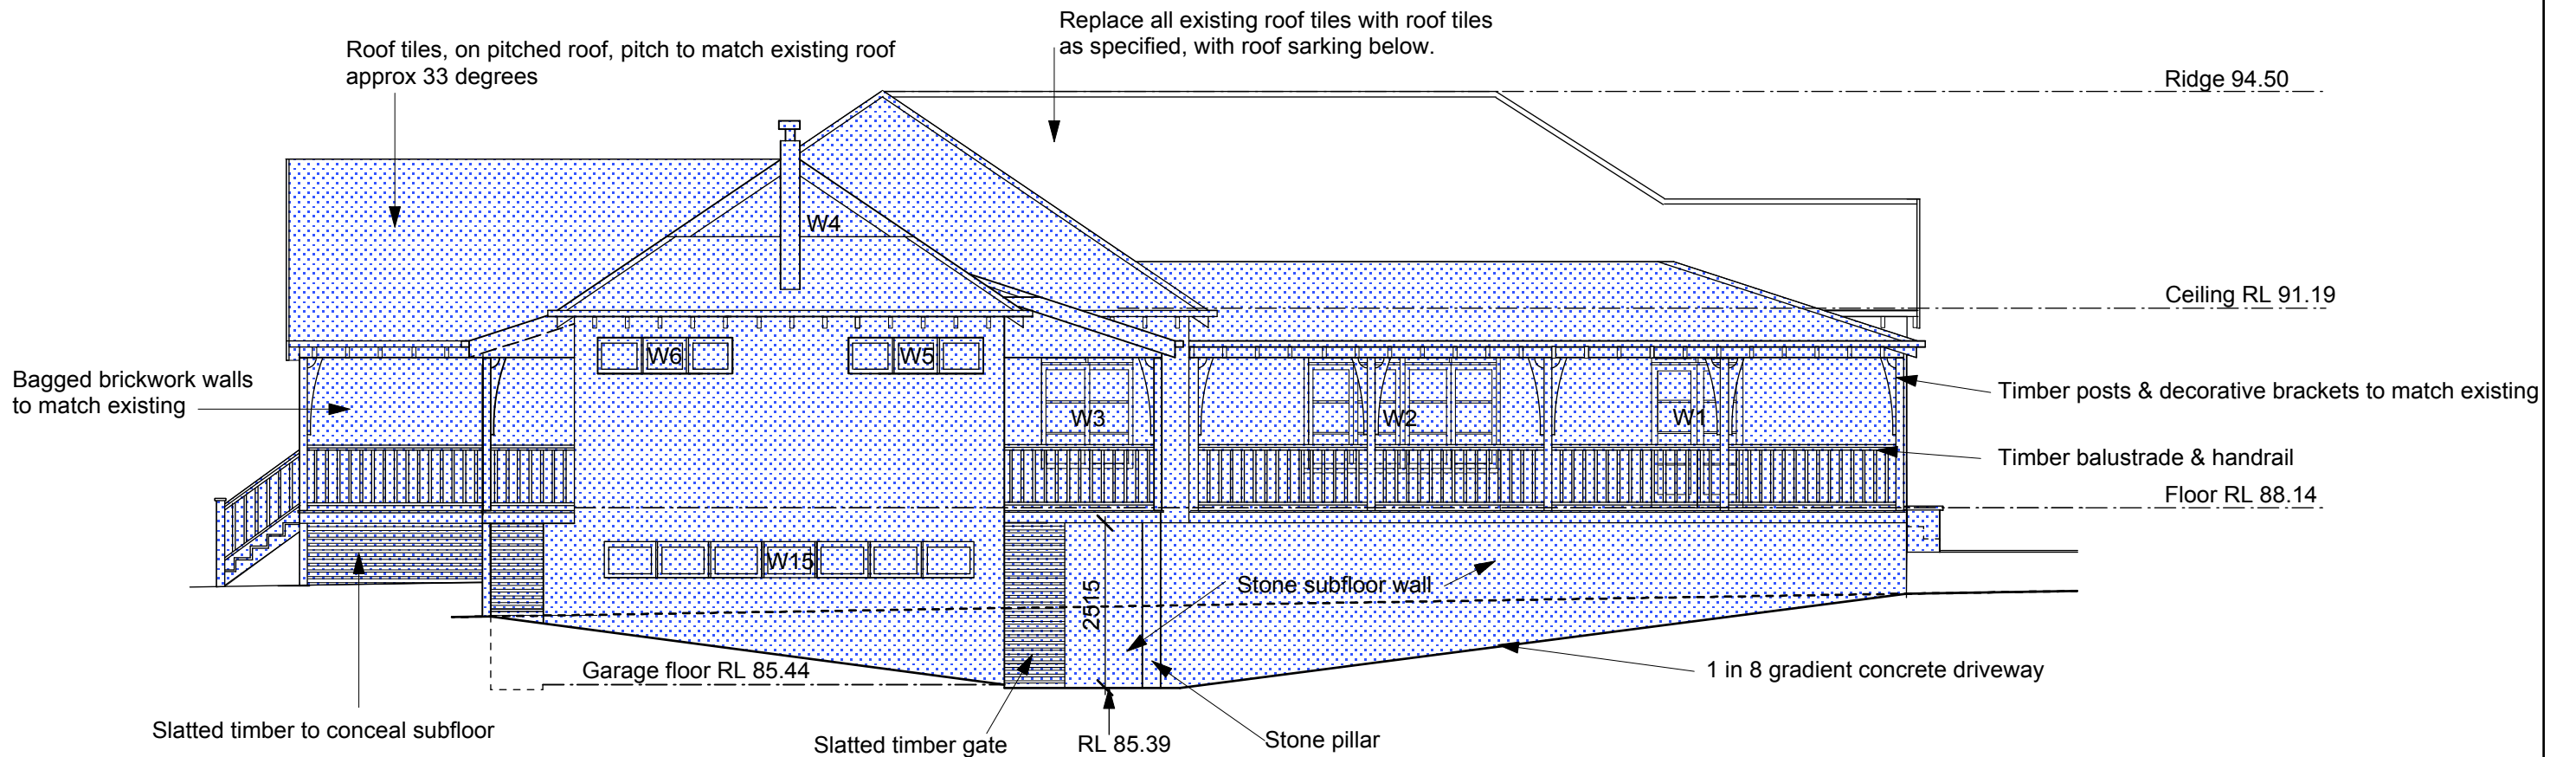 Replace all existing roof tiles with roof tiles
as specified, with roof sarking below.
Roof tiles, on pitched roof, pitch to match existing roof
approx 33 degrees
Ridge 94.50
W4
Ceiling RL 91.19
W6
W5
Bagged brickwork walls
to match existing
Timber posts & decorative brackets to match existing
W3
W2
W1
Timber balustrade & handrail
Floor RL 88.14
W15
Stone subfloor wall
2515
Garage floor RL 85.44
1 in 8 gradient concrete driveway
Slatted timber to conceal subfloor
Slatted timber gate
RL 85.39
Stone pillar